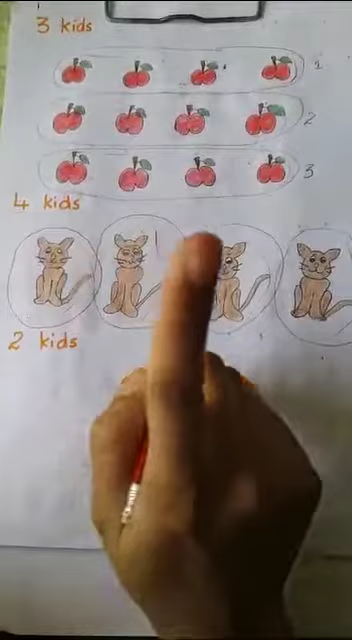 3 kids
1
2
3
4 kids
2 kids